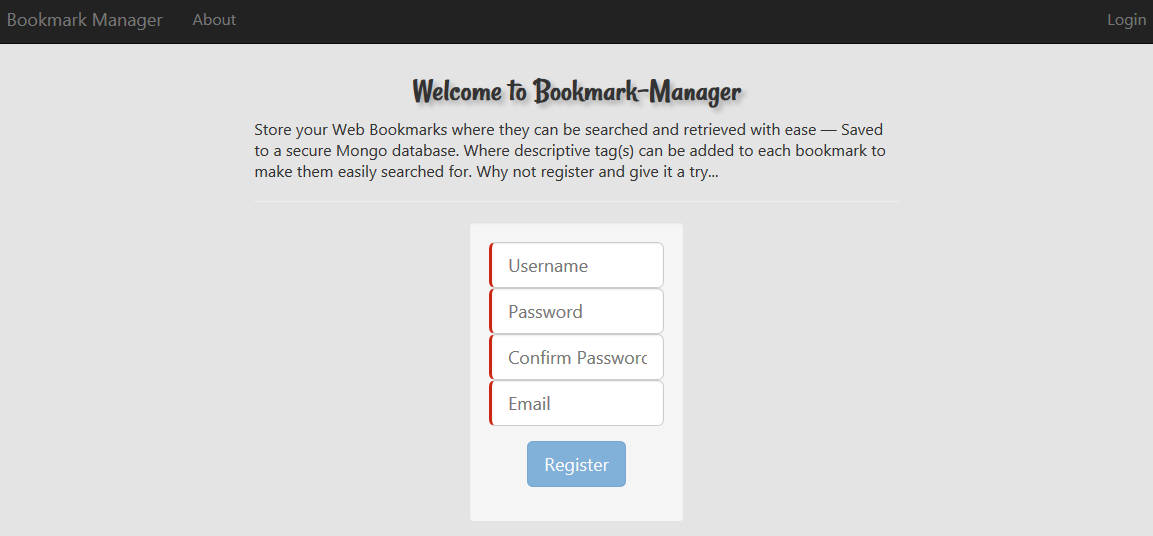 Bookmark Manager About Login
Welcome to Bookmark-Manager
Store your Web Bookmarks where they can be searched and retrieved with ease — Saved
to a secure Mongo database. Where descriptive tag(s) can be added to each bookmark to
make them easily searched for. Why not register and give it a try...
Username
Password
Confirm Passworc
Email
Register